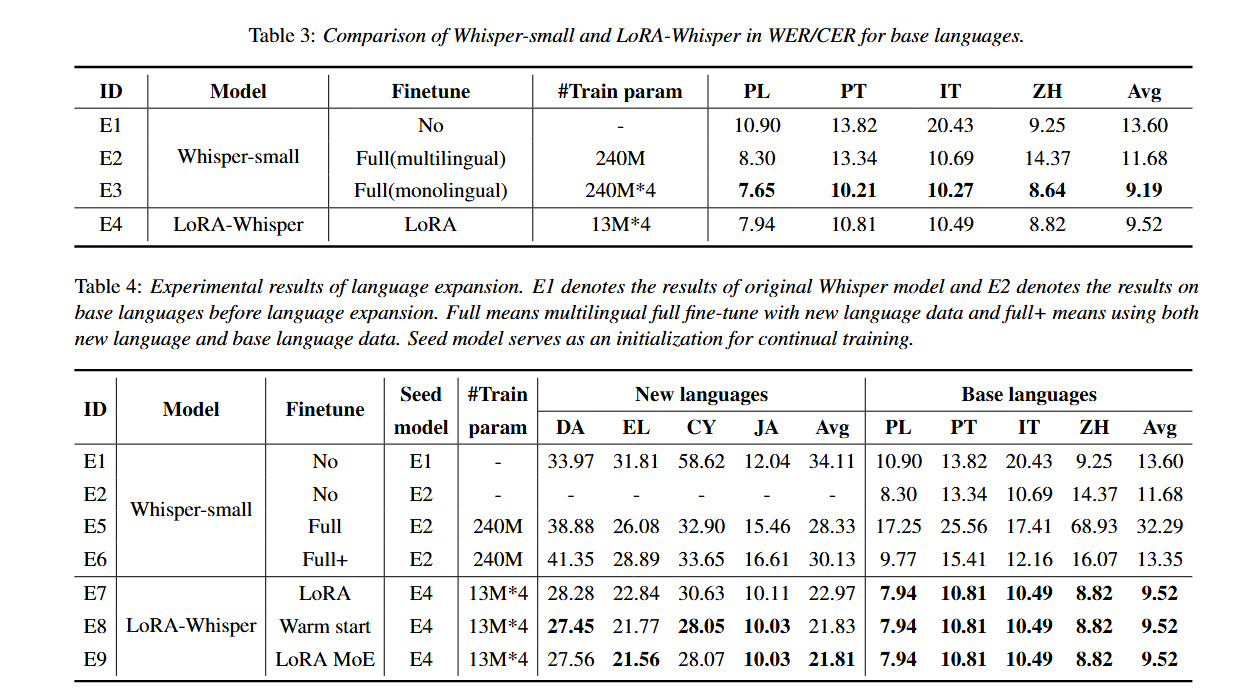 Table 3: Comparison of Whisper-small and LoRA-Whisper in WER/CER for base languages.
ID Model Finetune #Train param PL PT IT ZH Avg
E1 No - 10.90 13.82 20.43 9.25 13.60
E2 Whisper-small Full(multilingual) 240M 8.30 13.34 10.69 14.37 11.68
E3 Full(monolingual) 240M*4 7.65 10.21 10.27 8.64 9.19
E4 LoRA-Whisper LoRA 13M*4 7.94 10.81 10.49 8.82 9.52
Table 4: Experimental results of language expansion. E1 denotes the results of original Whisper model and E2 denotes the results on
base languages before language expansion. Full means multilingual full fine-tune with new language data and full+ means using both
new language and base language data. Seed model serves as an initialization for continual training.
ID Model Finetune Seed model #Train param New languages Base languages
DA EL CY JA Avg PL PT IT ZH Avg
E1 No E1 - 33.97 31.81 58.62 12.04 34.11 10.90 13.82 20.43 9.25 13.60
E2 Whisper-small No E2 - - - - - - 8.30 13.34 10.69 14.37 11.68
E5 Full E2 240M 38.88 26.08 32.90 15.46 28.33 17.25 25.56 17.41 68.93 32.29
E6 Full+ E2 240M 41.35 28.89 33.65 16.61 30.13 9.77 15.41 12.16 16.07 13.35
E7 LoRA E4 13M*4 28.28 22.84 30.63 10.11 22.97 7.94 10.81 10.49 8.82 9.52
E8 LoRA-Whisper Warm start E4 13M*4 27.45 21.77 28.05 10.03 21.83 7.94 10.81 10.49 8.82 9.52
E9 LoRA MoE E4 13M*4 27.56 21.56 28.07 10.03 21.81 7.94 10.81 10.49 8.82 9.52